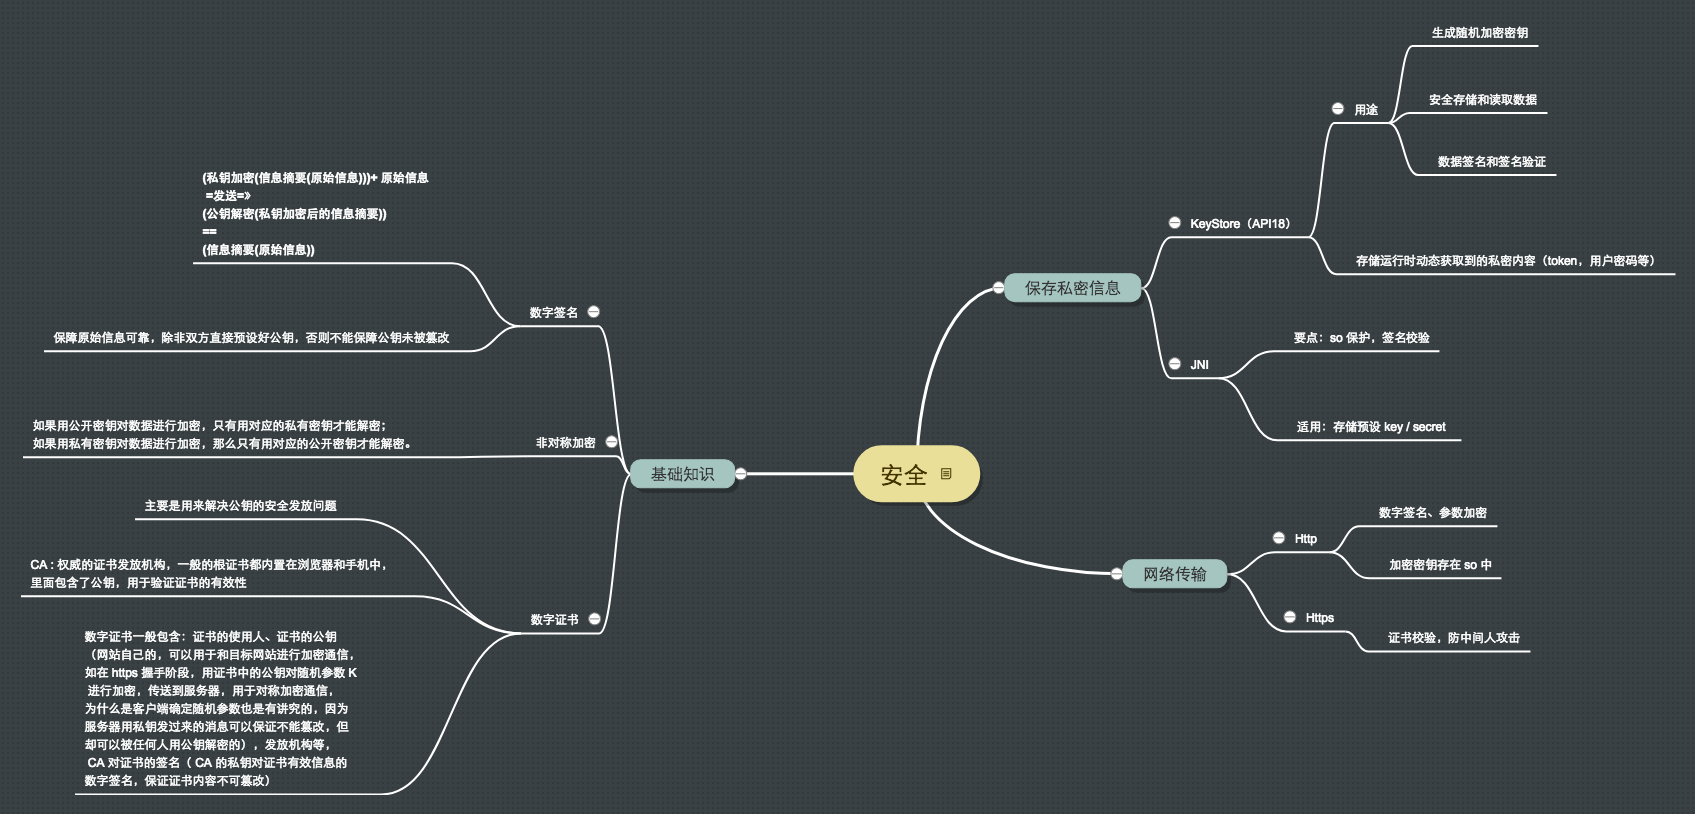 安全
保存私密信息
KeyStore（API18）
用途
生成随机加密密钥
安全存储和读取数据
数据签名和签名验证
存储运行时动态获取到的私密内容（token，用户密码等）
JNI
要点：so 保护，签名校验
适用：存储预设 key / secret
网络传输
Http
数字签名、参数加密
加密密钥存在 so 中
Https
证书校验，防中间人攻击
基础知识
数字签名
(私钥加密(信息摘要(原始信息)))+ 原始信息
=发送=》
(公钥解密(私钥加密后的信息摘要))
==
(信息摘要(原始信息))
保障原始信息可靠，除非双方直接预设好公钥，否则不能保障公钥未被篡改
非对称加密
如果用公开密钥对数据进行加密，只有用对应的私有密钥才能解密；
如果用私有密钥对数据进行加密，那么只有用对应的公开密钥才能解密。
数字证书
主要是用来解决公钥的安全发放问题
CA : 权威的证书发放机构，一般的根证书都内置在浏览器和手机中，
里面包含了公钥，用于验证证书的有效性
数字证书一般包含：证书的使用人、证书的公钥
（网站自己的，可以用于和目标网站进行加密通信，
如在 https 握手阶段，用证书中的公钥对随机参数 K
进行加密，传送到服务器，用于对称加密通信，
为什么是客户端确定随机参数也是有讲究的，因为
服务器用私钥发过来的消息可以保证不能篡改，但
却可以被任何人用公钥解密的），发放机构等，
CA 对证书的签名（ CA 的私钥对证书有效信息的
数字签名，保证证书内容不可篡改）